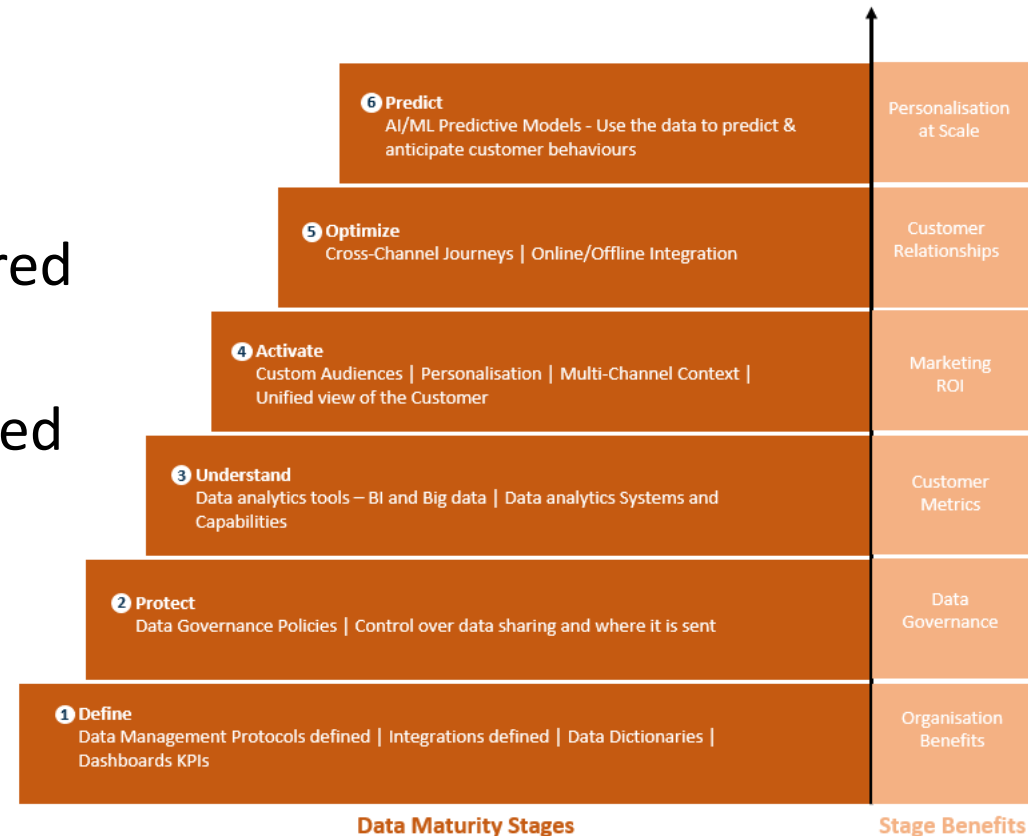 6 Predict
AI/ML Predictive Models - Use the data to predict &
anticipate customer behaviours
Personalisation
at Scale
5 Optimize
Cross-Channel Journeys | Online/Offline Integration
Customer
Relationships
red
4 Activate
Custom Audiences | Personalisation | Multi-Channel Context |
Unified view of the Customer
Marketing
ROI
ed
3 Understand
Data analytics tools – BI and Big data | Data analytics Systems and
Capabilities
Customer
Metrics
2 Protect
Data Governance Policies | Control over data sharing and where it is sent
Data
Governance
1 Define
Data Management Protocols defined | Integrations defined | Data Dictionaries |
Dashboards KPIs
Organisation
Benefits
Data Maturity Stages
Stage Benefits